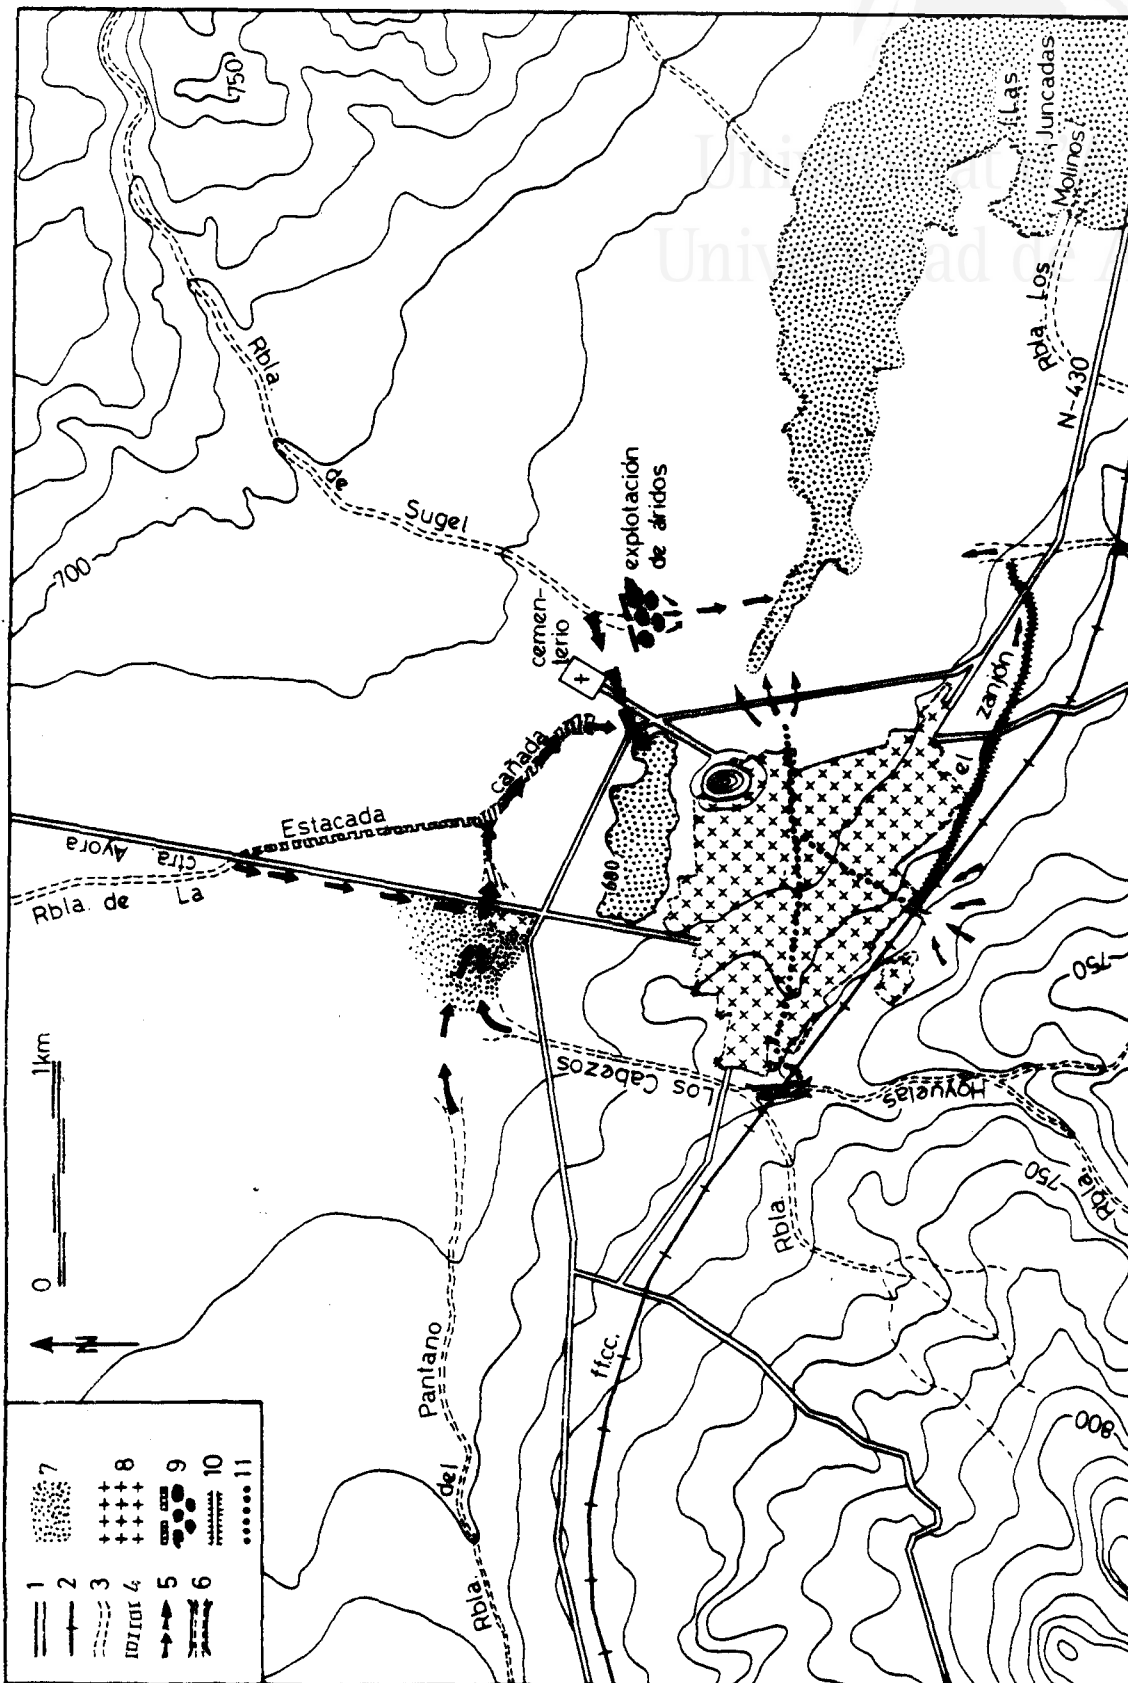 750
700
Rbla.
de
Sugel
Las
Juncadas
Molinos
Rbla. Los
N-430
explotación
de áridos
cemen-
terio
cañada
Estacada
ctra Ayora
Rbla. de La
680
el zanjón
750
Los Cabezos
Hoyuelas
Rbla.
Rbla.
750
800
ff.cc.
Rbla.
del
Pantano
0
1km
N
1
2
3
4
5
6
7
8
9
10
11
Universidad de A